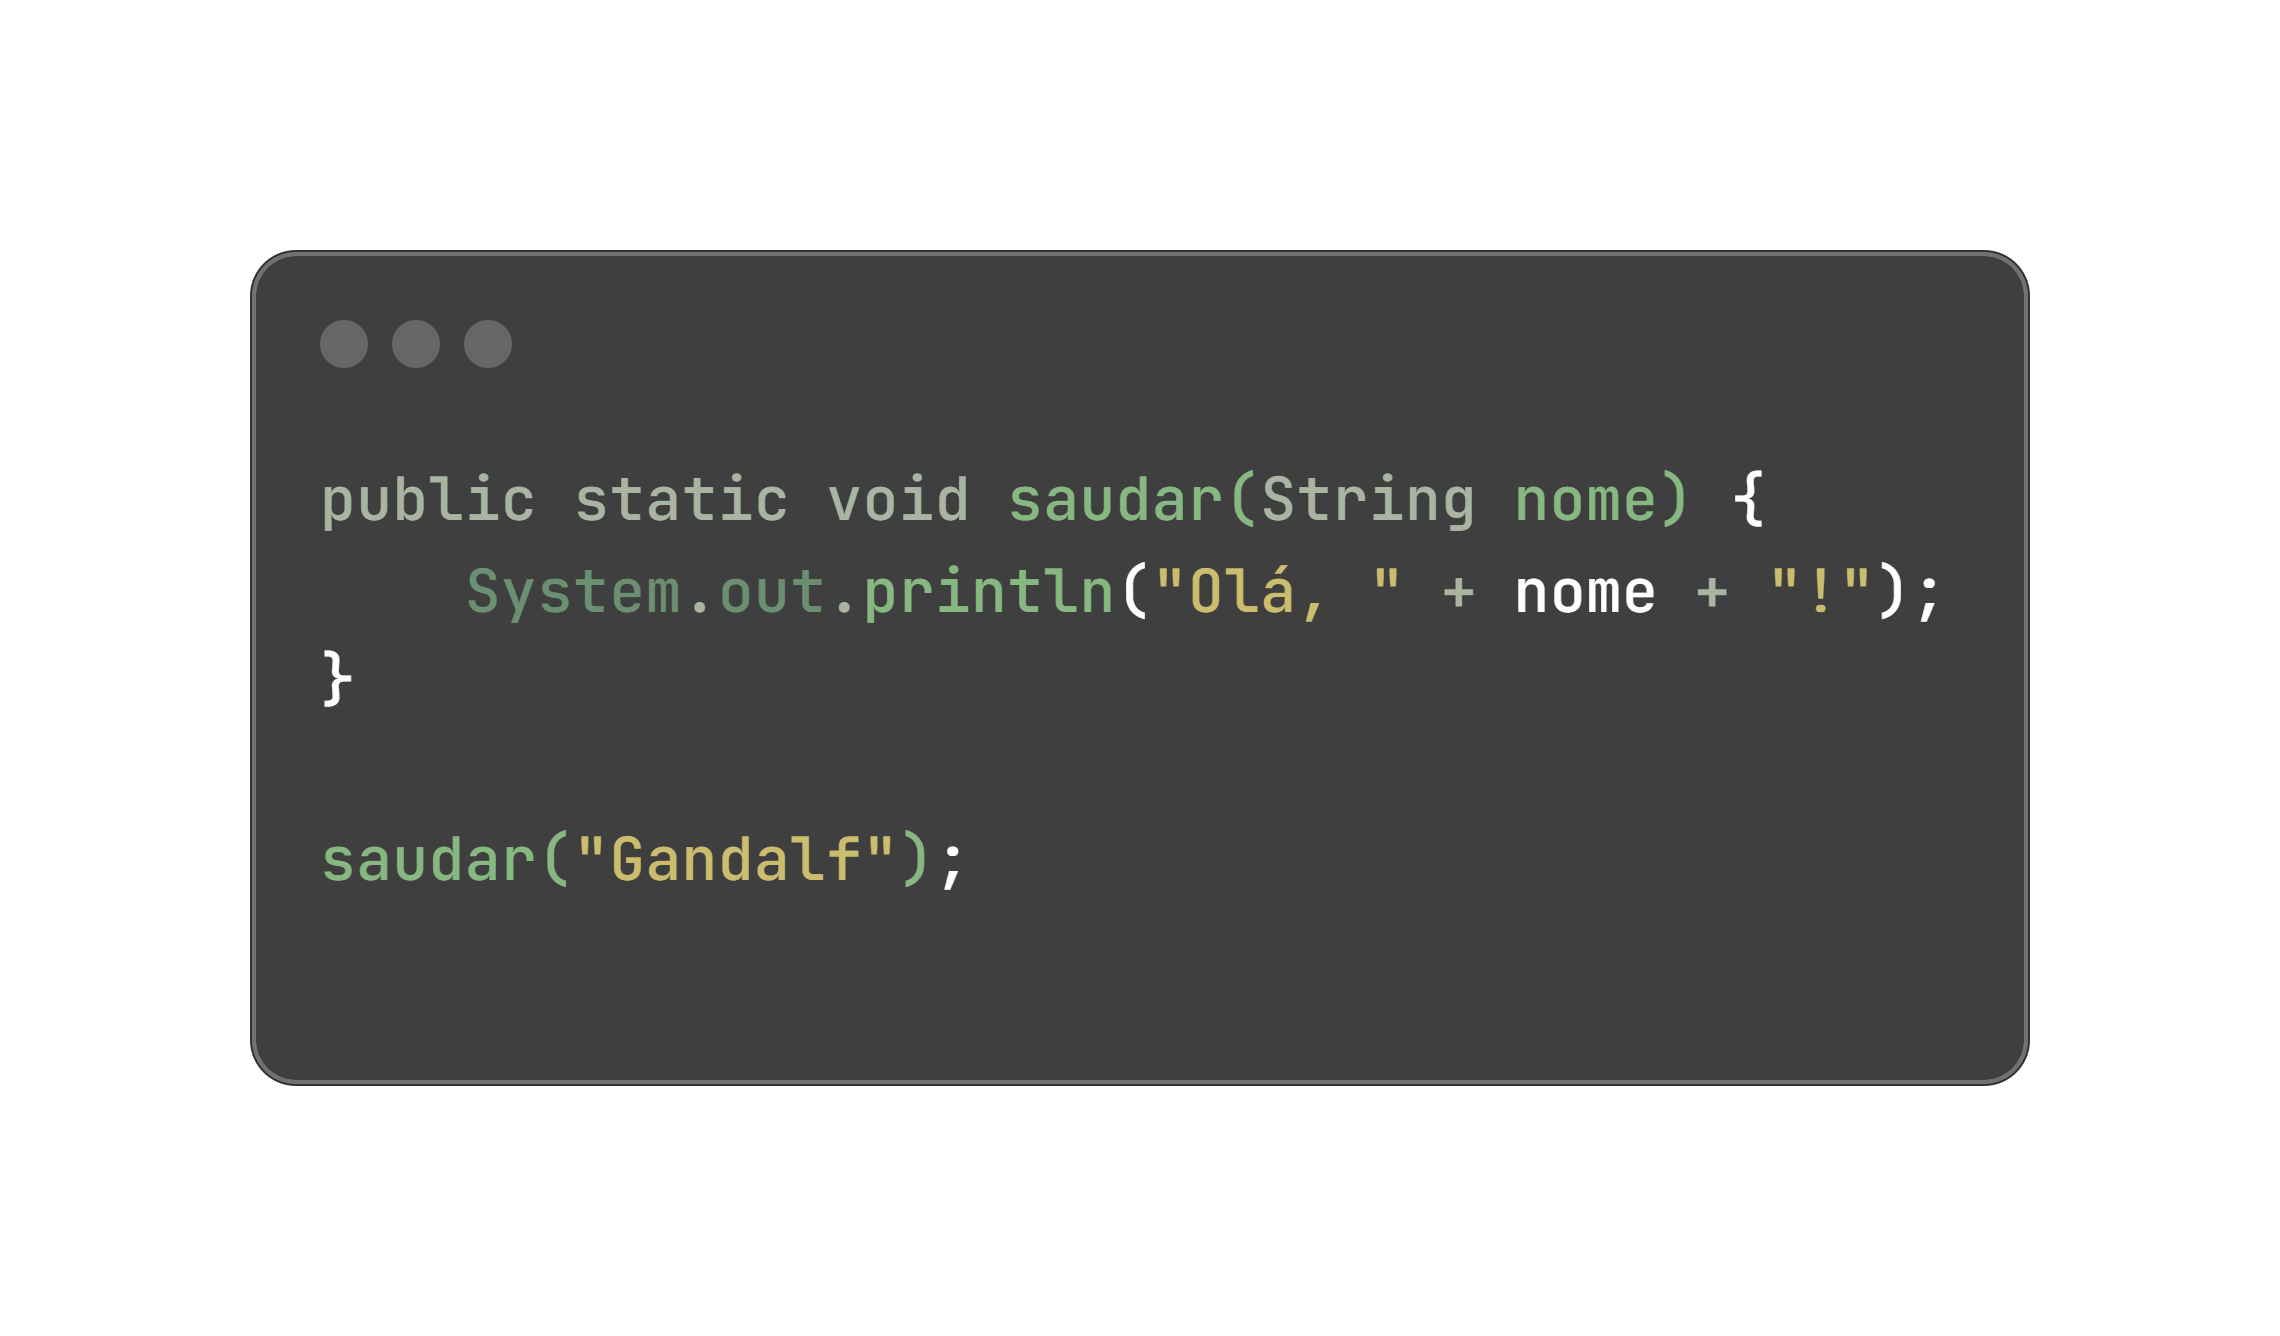 public static void saudar(String nome) {
    System.out.println("Olá, " + nome + "!");
}

saudar("Gandalf");